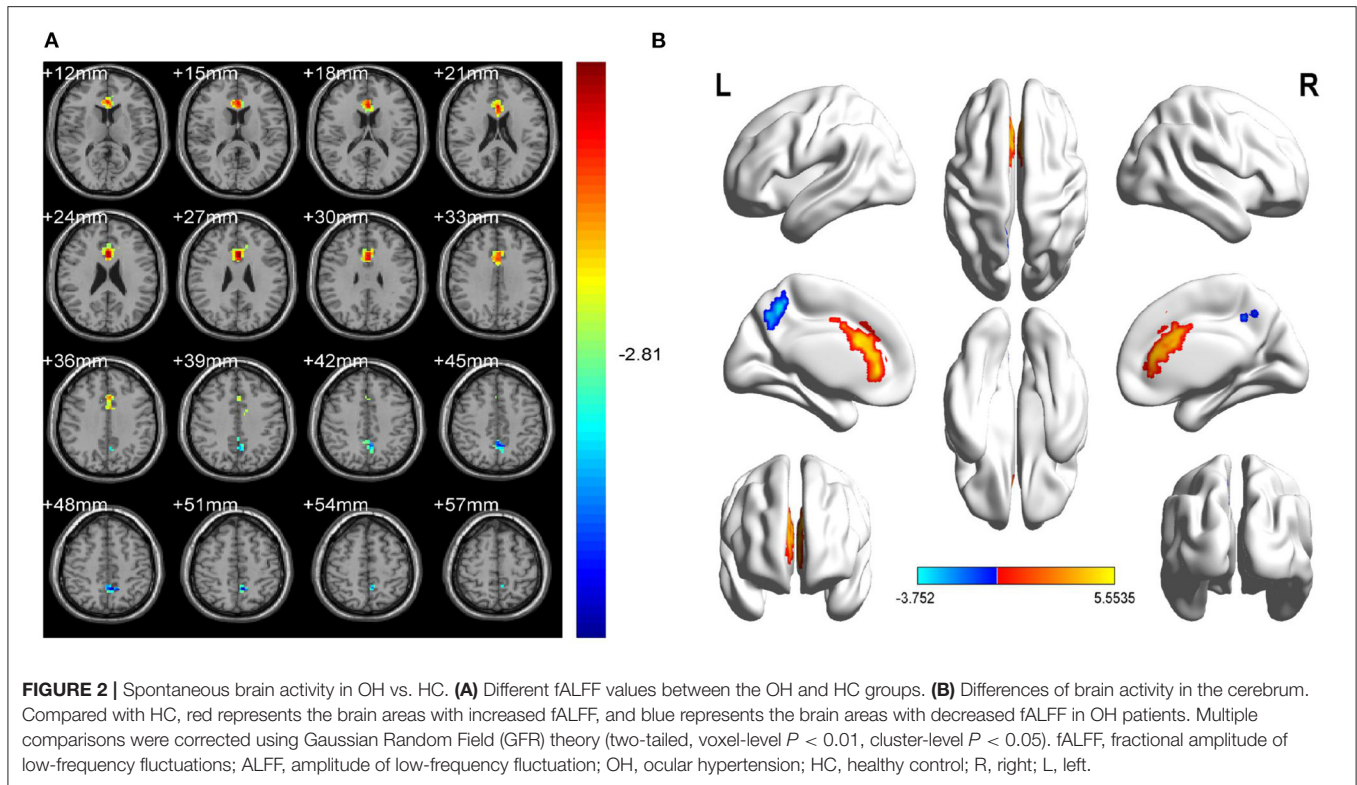 A
B
+12mm +15mm +18mm +21mm
+24mm +27mm +30mm +33mm
+36mm +39mm +42mm +45mm
+48mm +51mm +54mm +57mm
-2.81
L
R
-3.752 5.5535
FIGURE 2 | Spontaneous brain activity in OH vs. HC. (A) Different fALFF values between the OH and HC groups. (B) Differences of brain activity in the cerebrum.
Compared with HC, red represents the brain areas with increased fALFF, and blue represents the brain areas with decreased fALFF in OH patients. Multiple
comparisons were corrected using Gaussian Random Field (GFR) theory (two-tailed, voxel-level P < 0.01, cluster-level P < 0.05). fALFF, fractional amplitude of
low-frequency fluctuations; ALFF, amplitude of low-frequency fluctuation; OH, ocular hypertension; HC, healthy control; R, right; L, left.